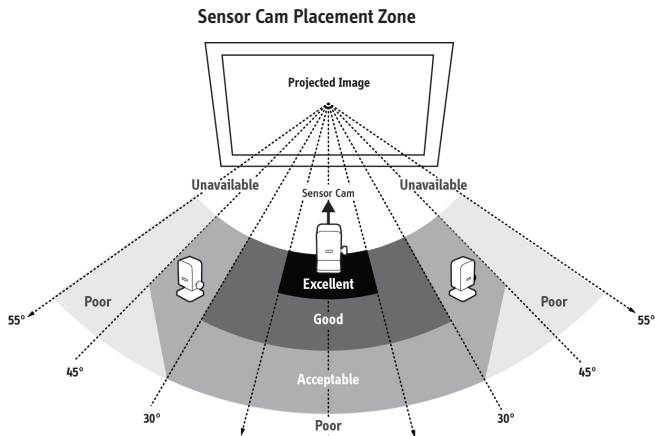 Sensor Cam Placement Zone
Projected Image
Unavailable
Sensor Cam
Unavailable
Excellent
Poor
Poor
Good
55°
55°
45°
Acceptable
45°
30°
30°
Poor